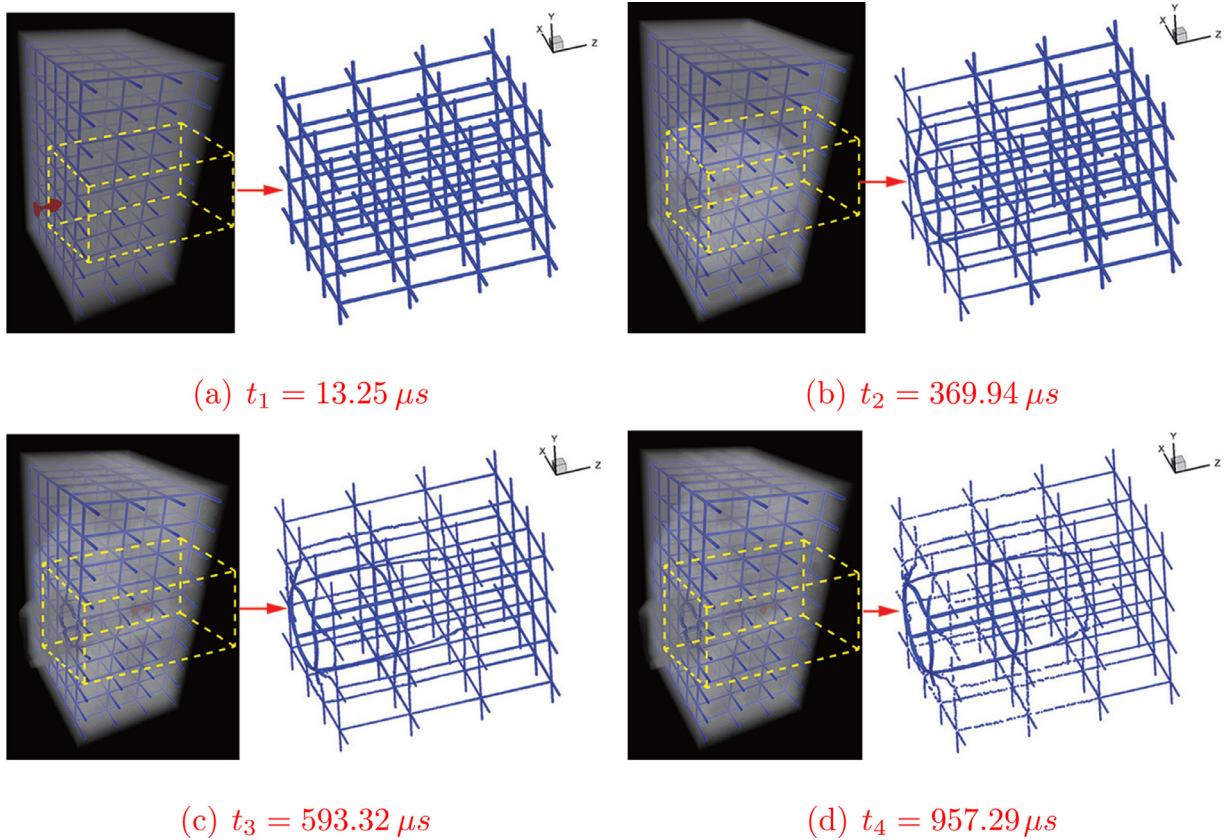 X Y Z
X Y Z
(a) t₁ = 13.25 μs
(b) t₂ = 369.94 μs
X Y Z
X Y Z
(c) t₃ = 593.32 μs
(d) t₄ = 957.29 μs